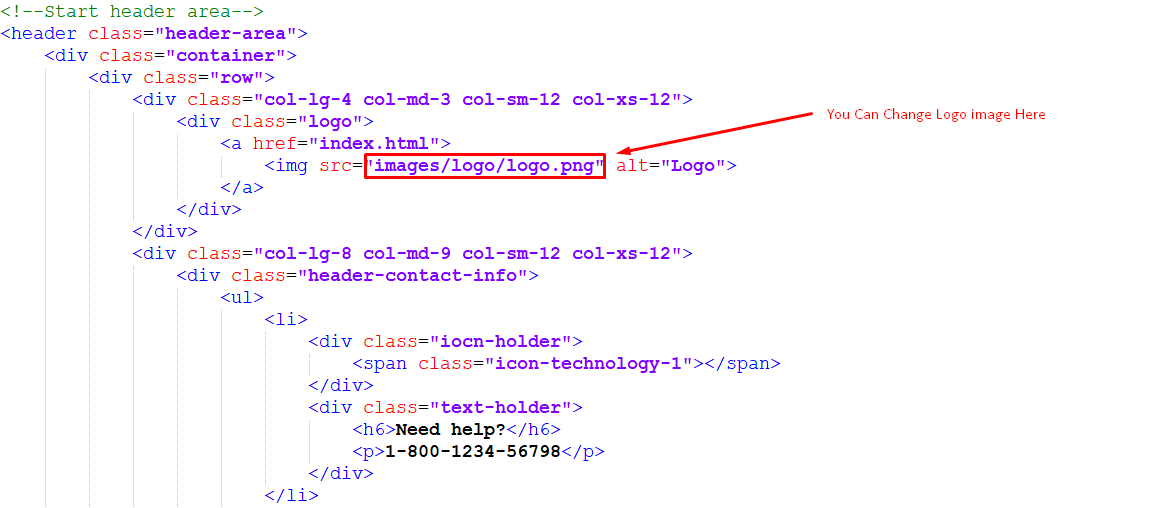 <!--Start header area-->
<header class="header-area">
<div class="container">
<div class="row">
<div class="col-lg-4 col-md-3 col-sm-12 col-xs-12">
<div class="logo">
You Can Change Logo image Here
<a href="index.html">
<img src="images/logo/logo.png" alt="Logo">
</a>
</div>
</div>
<div class="col-lg-8 col-md-9 col-sm-12 col-xs-12">
<div class="header-contact-info">
<ul>
<li>
<div class="iocn-holder">
<span class="icon-technology-1"></span>
</div>
<div class="text-holder">
<h6>Need help?</h6>
<p>1-800-1234-56798</p>
</div>
</li>